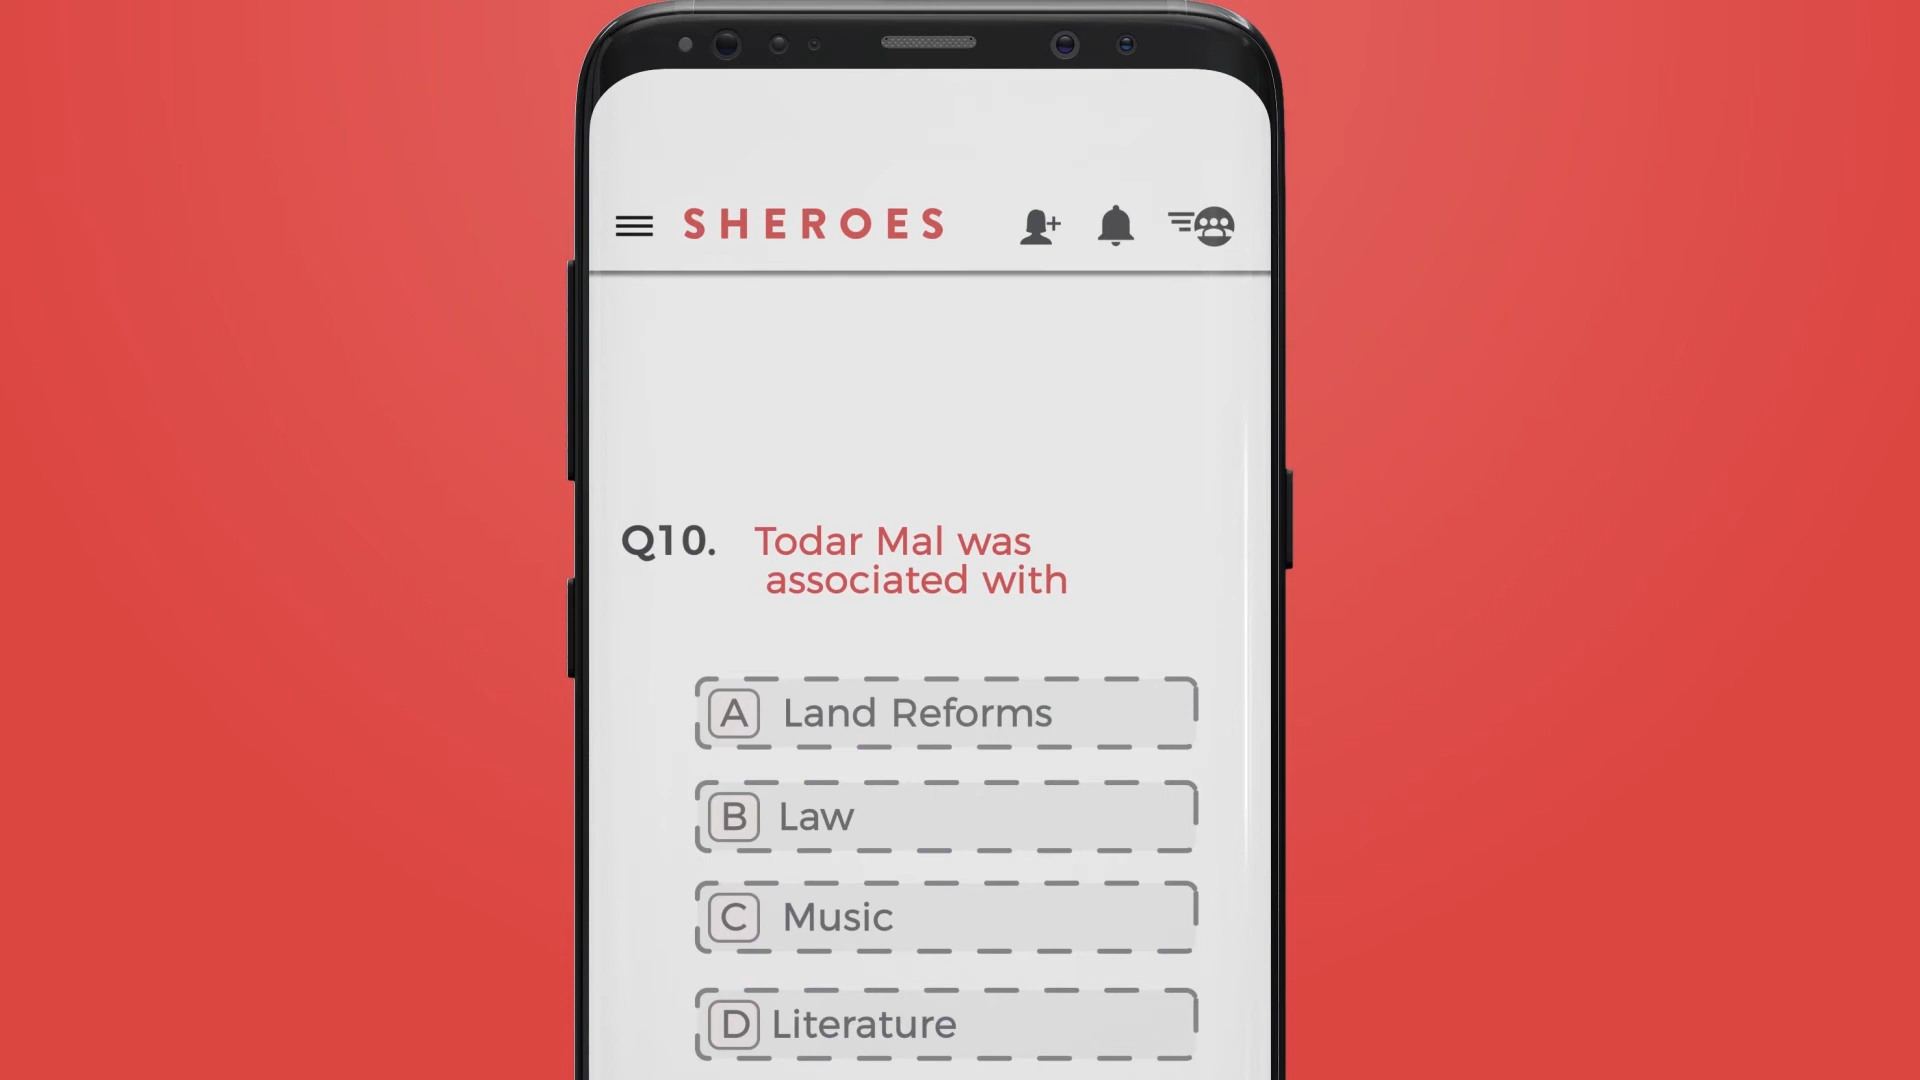 SHEROES
Q10. Todar Mal was
associated with
A Land Reforms
B Law
C Music
D Literature